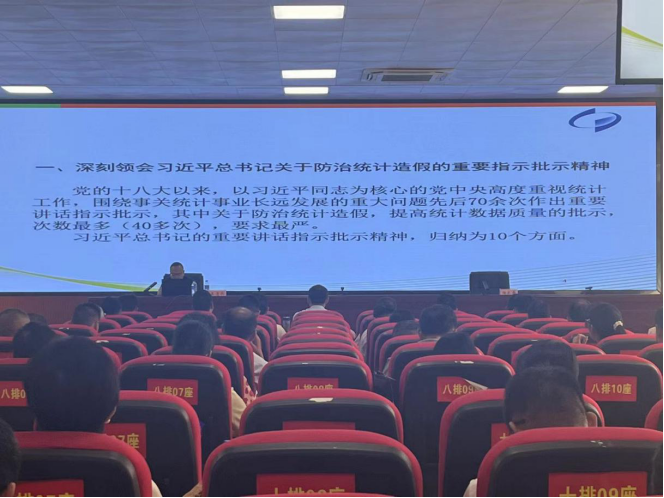 一、深刻领会习近平总书记关于防治统计造假的重要指示批示精神
党的十八大以来，以习近平同志为核心的党中央高度重视统计
工作，围绕事关统计事业长远发展的重大问题先后70余次作出重要
讲话指示批示，其中关于防治统计造假，提高统计数据质量的批示，
次数最多（40多次），要求最严。
习近平总书记的重要讲话指示批示精神，归纳为10个方面。
八排07座
八排08座
八排10座